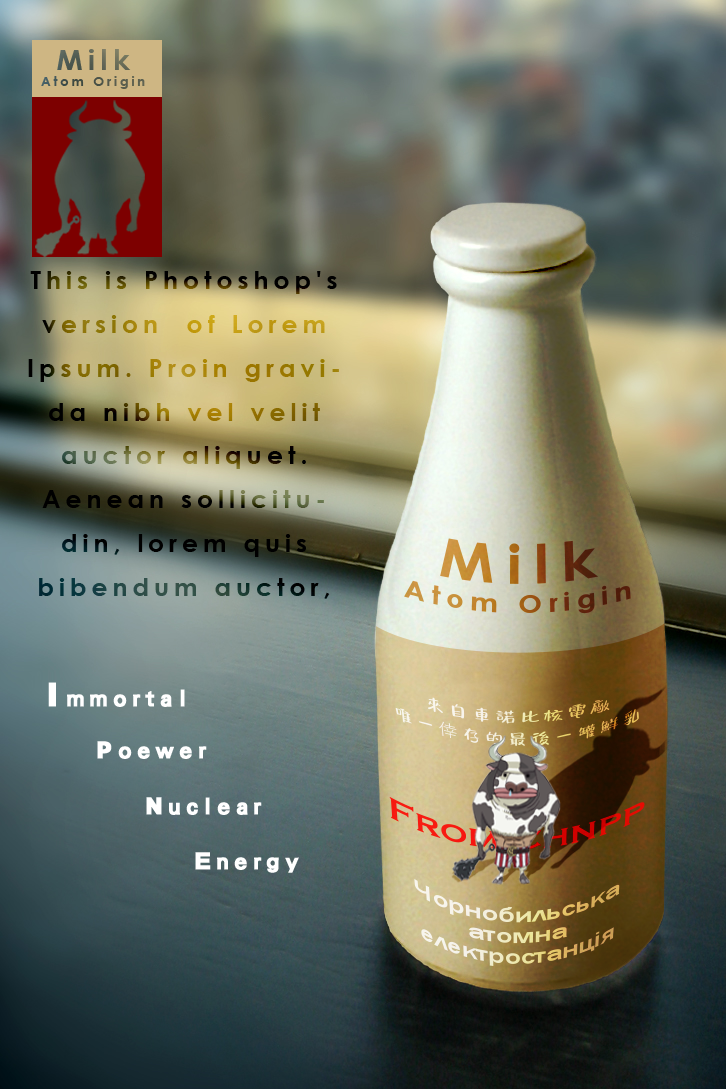 Milk
Atom Origin
This is Photoshop's
version of Lorem
Ipsum. Proin gravi-
da nibh vel velit
auctor aliquet.
Aenean sollicitu-
din, lorem quis
bibendum auctor,
Immortal
Poewer
Nuclear
Energy
Milk
Atom Origin
來自車諾比核電廠
唯一倖存的最後一罐鮮乳
From CHNPP
Чорнобильська
атомна
електростанція